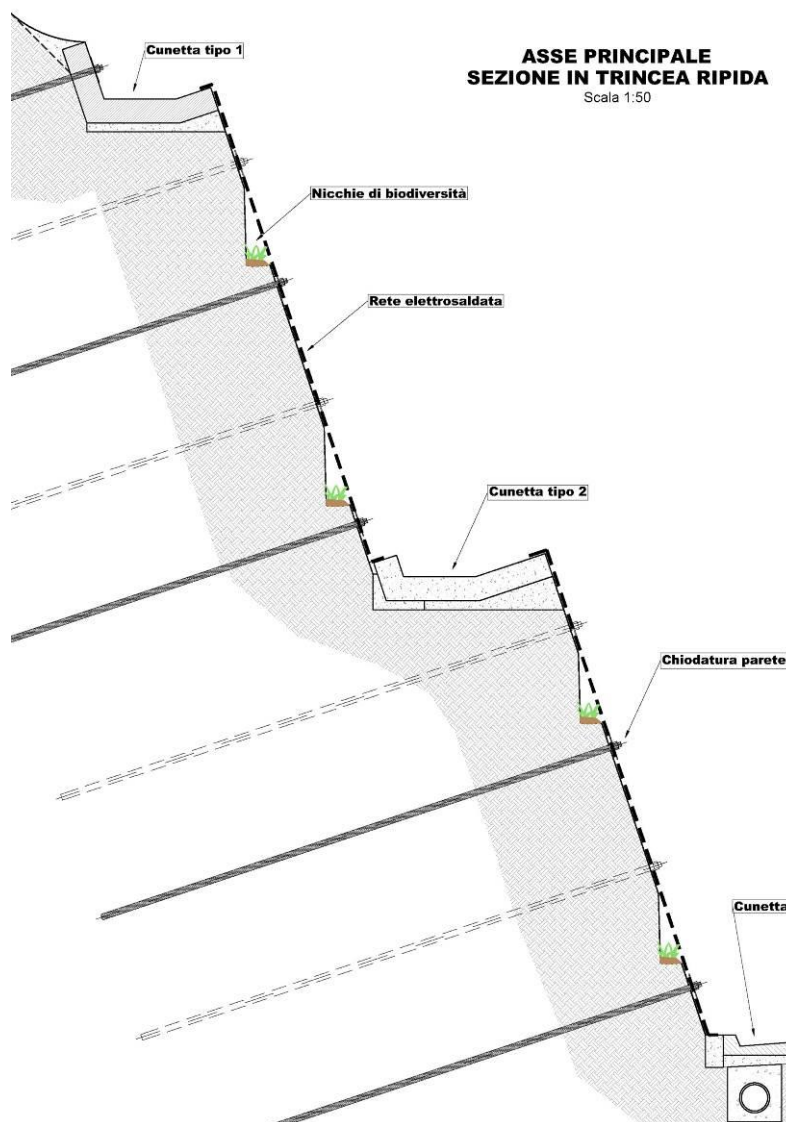 Cunetta tipo 1
ASSE PRINCIPALE
SEZIONE IN TRINCEA RIPIDA
Scala 1:50
Nicchie di biodiversità
Rete elettrosaldata
Cunetta tipo 2
Chiodatura parete
Cunetta